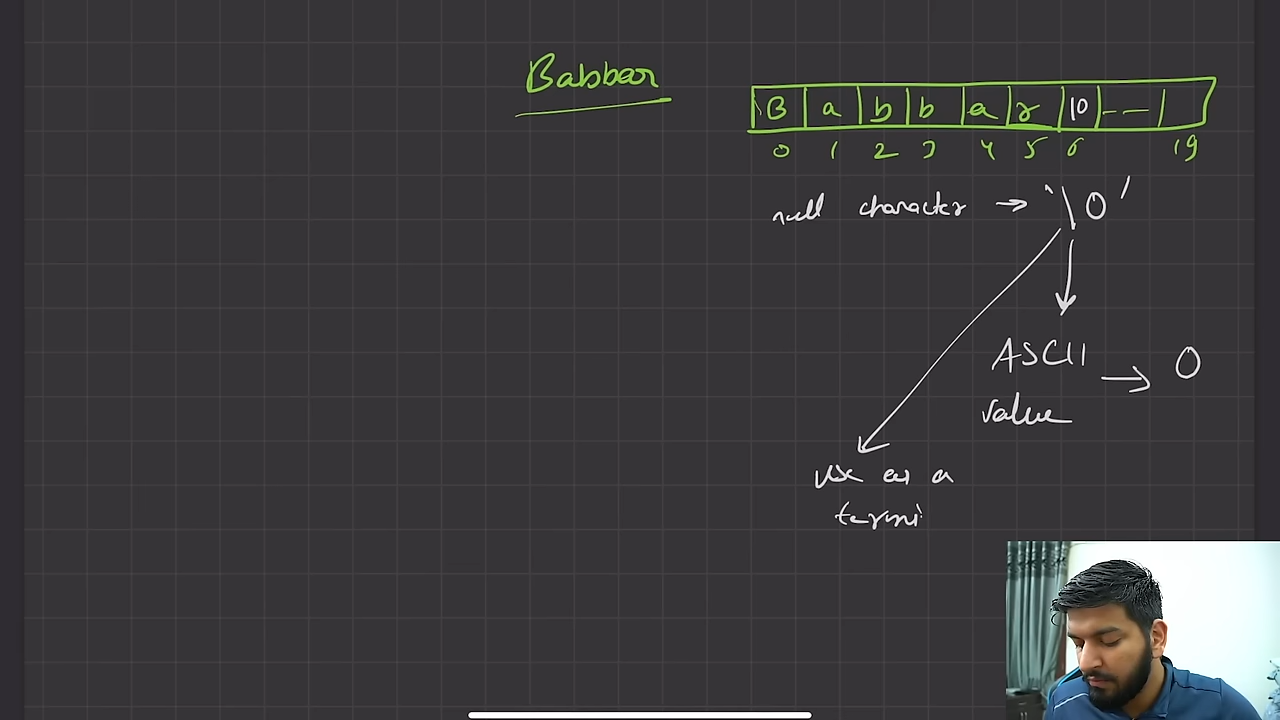 Babbar
B a b b a r \0 - -
0 1 2 3 4 5 6 19
null character → '\0'
ASCII → 0
value
use as a
termi